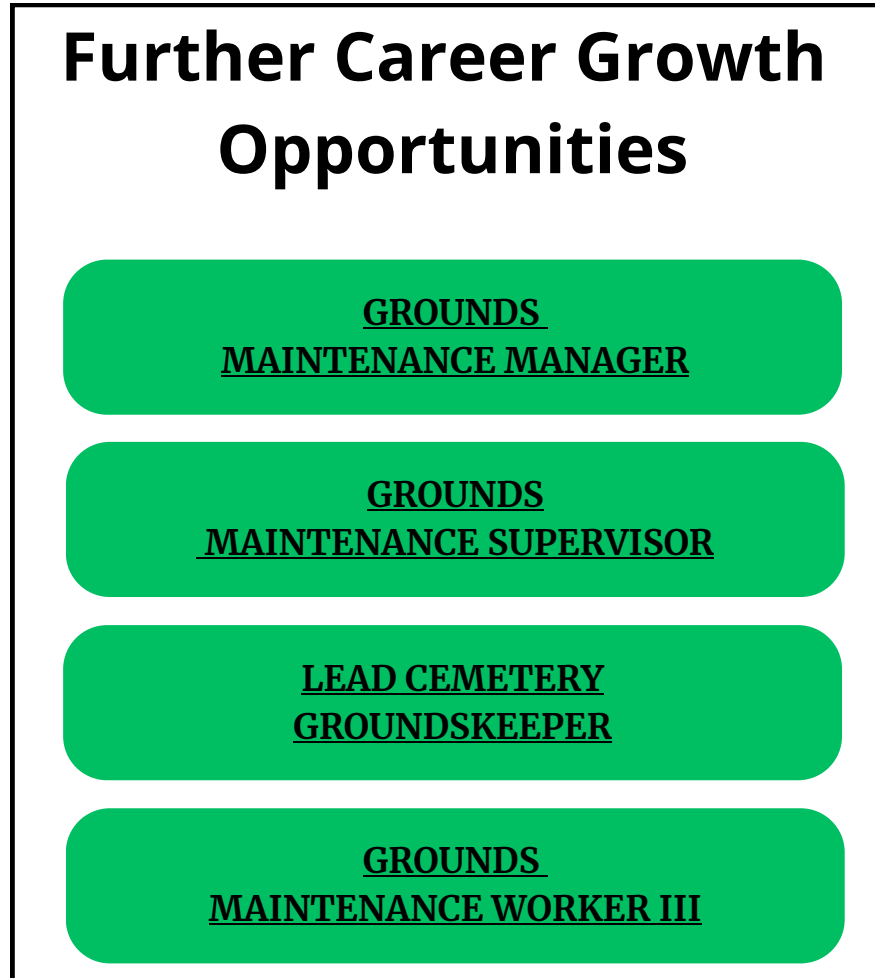 Further Career Growth
Opportunities
GROUNDS
MAINTENANCE MANAGER
GROUNDS
MAINTENANCE SUPERVISOR
LEAD CEMETERY
GROUNDSKEEPER
GROUNDS
MAINTENANCE WORKER III